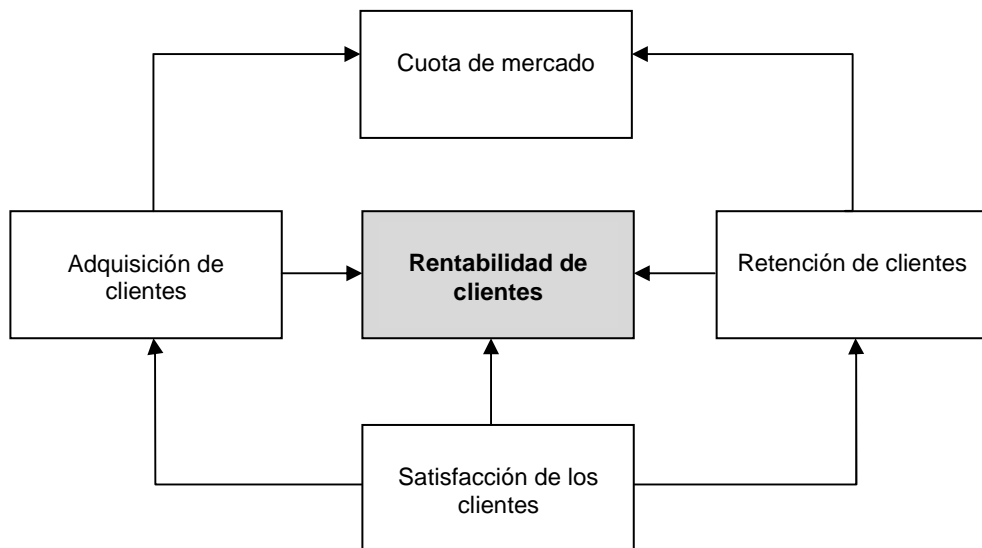 Cuota de mercado
Adquisición de
clientes
Rentabilidad de
clientes
Retención de clientes
Satisfacción de los
clientes